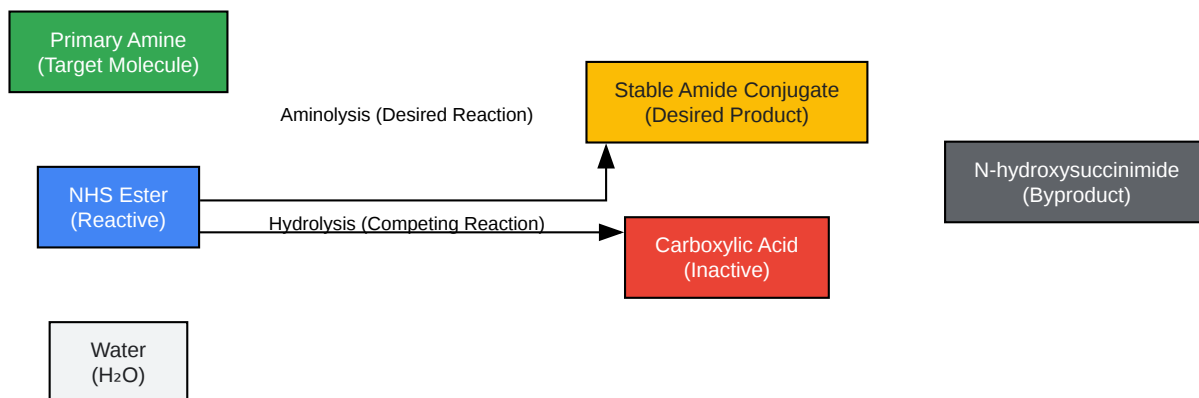 Primary Amine
(Target Molecule)
Aminolysis (Desired Reaction)
Stable Amide Conjugate
(Desired Product)
N-hydroxysuccinimide
(Byproduct)
NHS Ester
(Reactive)
Hydrolysis (Competing Reaction)
Carboxylic Acid
(Inactive)
Water
(H₂O)